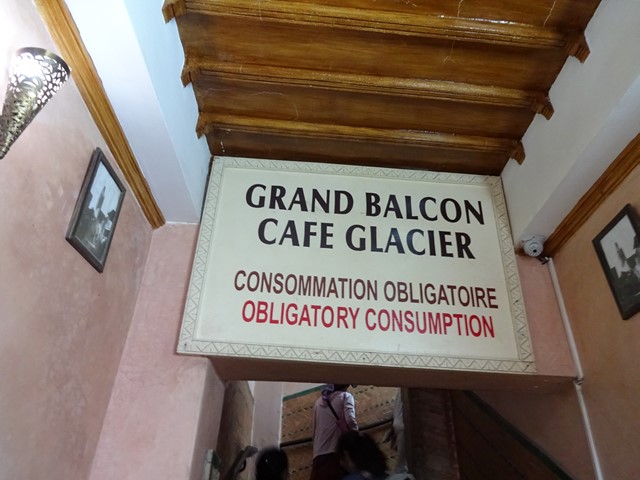 GRAND BALCON
CAFE GLACIER
CONSOMMATION OBLIGATOIRE
OBLIGATORY CONSUMPTION